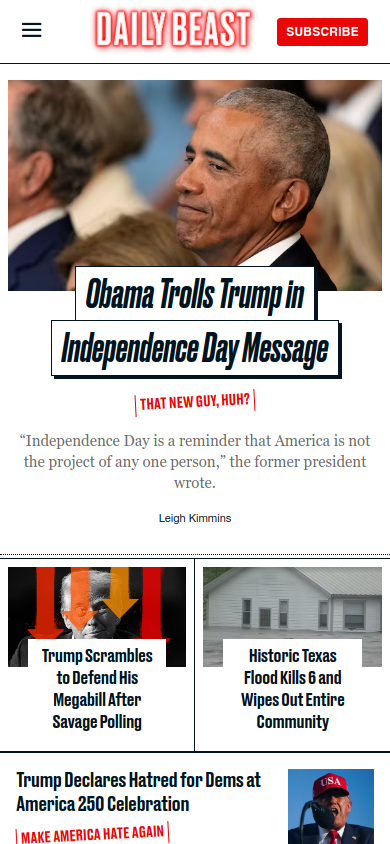 DAILY BEAST
SUBSCRIBE
Obama Trolls Trump in
Independence Day Message
THAT NEW GUY, HUH?
“Independence Day is a reminder that America is not
the project of any one person,” the former president
wrote.
Leigh Kimmins
Trump Scrambles
to Defend His
Megabill After
Savage Polling
Historic Texas
Flood Kills 6 and
Wipes Out Entire
Community
Trump Declares Hatred for Dems at
America 250 Celebration
MAKE AMERICA HATE AGAIN
USA